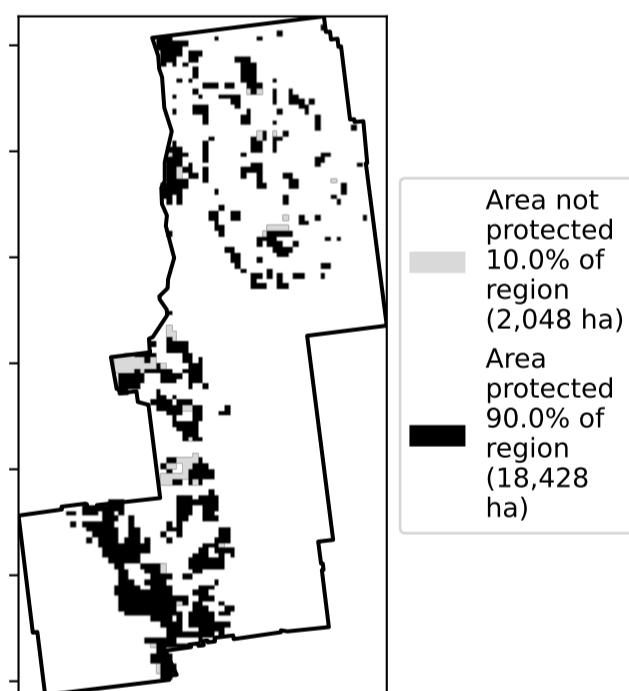 Area not
protected
10.0% of
region
(2,048 ha)
Area
protected
90.0% of
region
(18,428
ha)